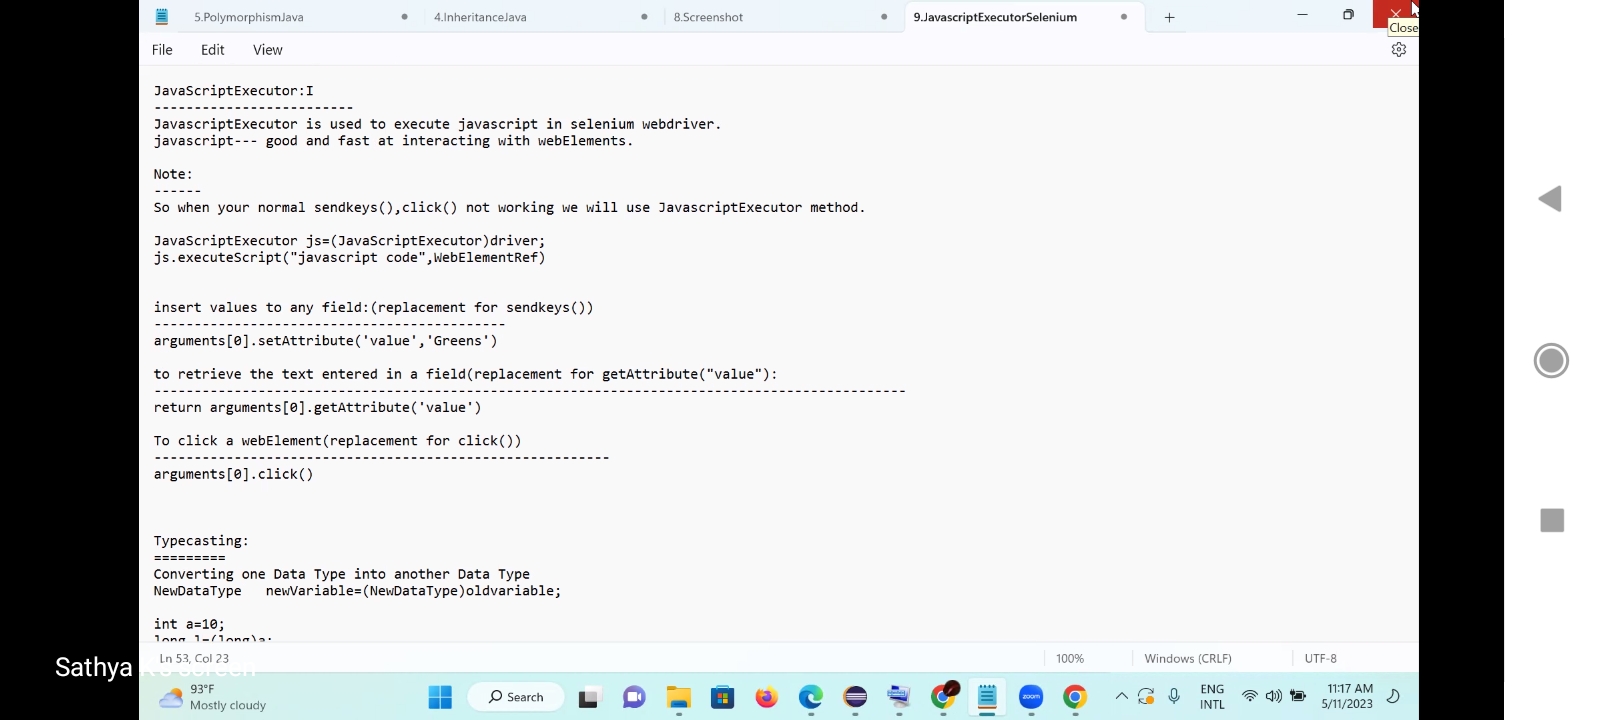 5.PolymorphismJava
4.InheritanceJava
8.Screenshot
9.JavascriptExecutorSelenium
Close
File Edit View
JavaScriptExecutor:I
-------------------------
JavascriptExecutor is used to execute javascript in selenium webdriver.
javascript--- good and fast at interacting with webElements.
Note:
------
So when your normal sendkeys(),click() not working we will use JavascriptExecutor method.
JavaScriptExecutor js=(JavaScriptExecutor)driver;
js.executeScript("javascript code",WebElementRef)
insert values to any field:(replacement for sendkeys())
--------------------------------------------
arguments[0].setAttribute('value','Greens')
to retrieve the text entered in a field(replacement for getAttribute("value"):
----------------------------------------------------------------------------------------------
return arguments[0].getAttribute('value')
To click a webElement(replacement for click())
---------------------------------------------------------
arguments[0].click()
Typecasting:
=========
Converting one Data Type into another Data Type
NewDataType   newVariable=(NewDataType)oldvariable;
int a=10;
long l=(long)a;
Ln 53, Col 23
100%
Windows (CRLF)
UTF-8
Sathya K's screen
93°F
Mostly cloudy
Search
zoom
ENG
INTL
11:17 AM
5/11/2023